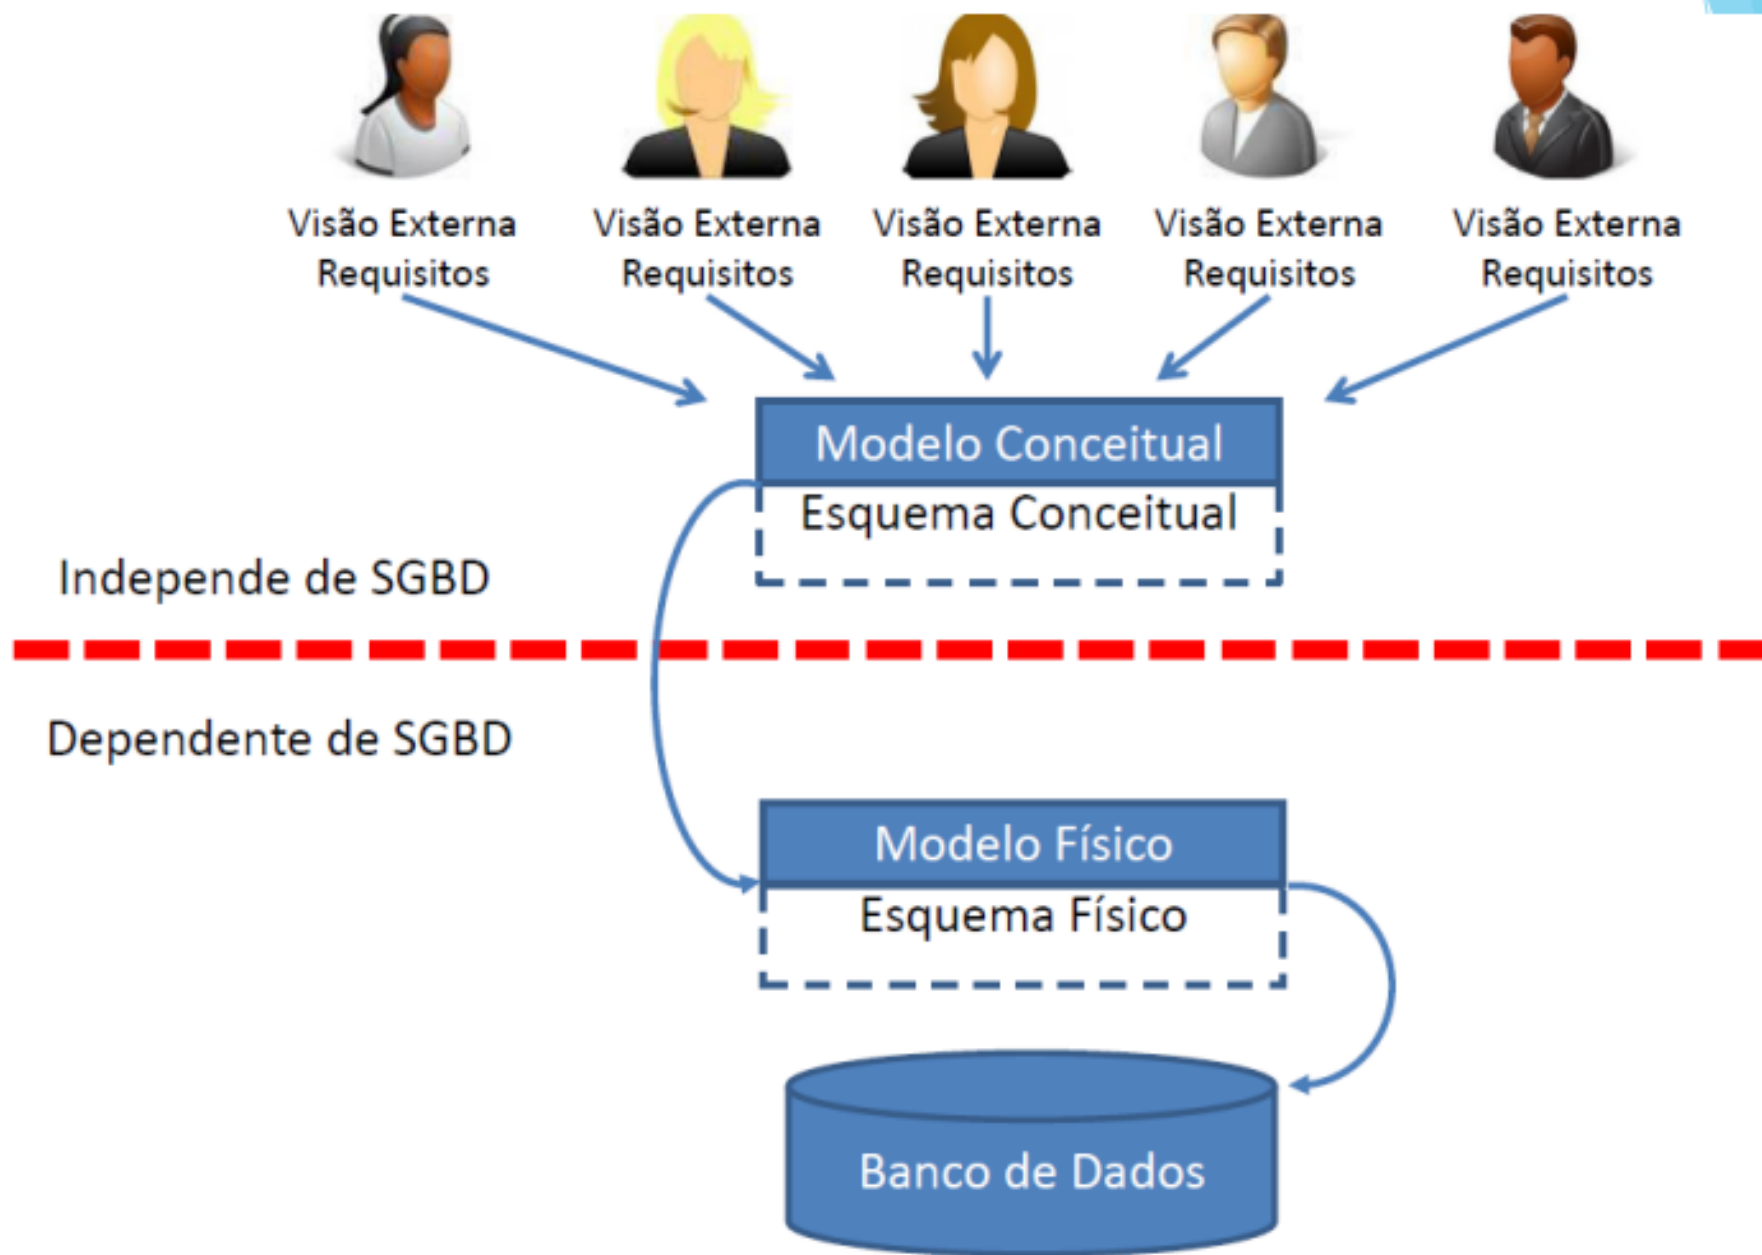 Visão Externa
Requisitos
Visão Externa
Requisitos
Visão Externa
Requisitos
Visão Externa
Requisitos
Visão Externa
Requisitos
Modelo Conceitual
Esquema Conceitual
Independe de SGBD
Dependente de SGBD
Modelo Físico
Esquema Físico
Banco de Dados